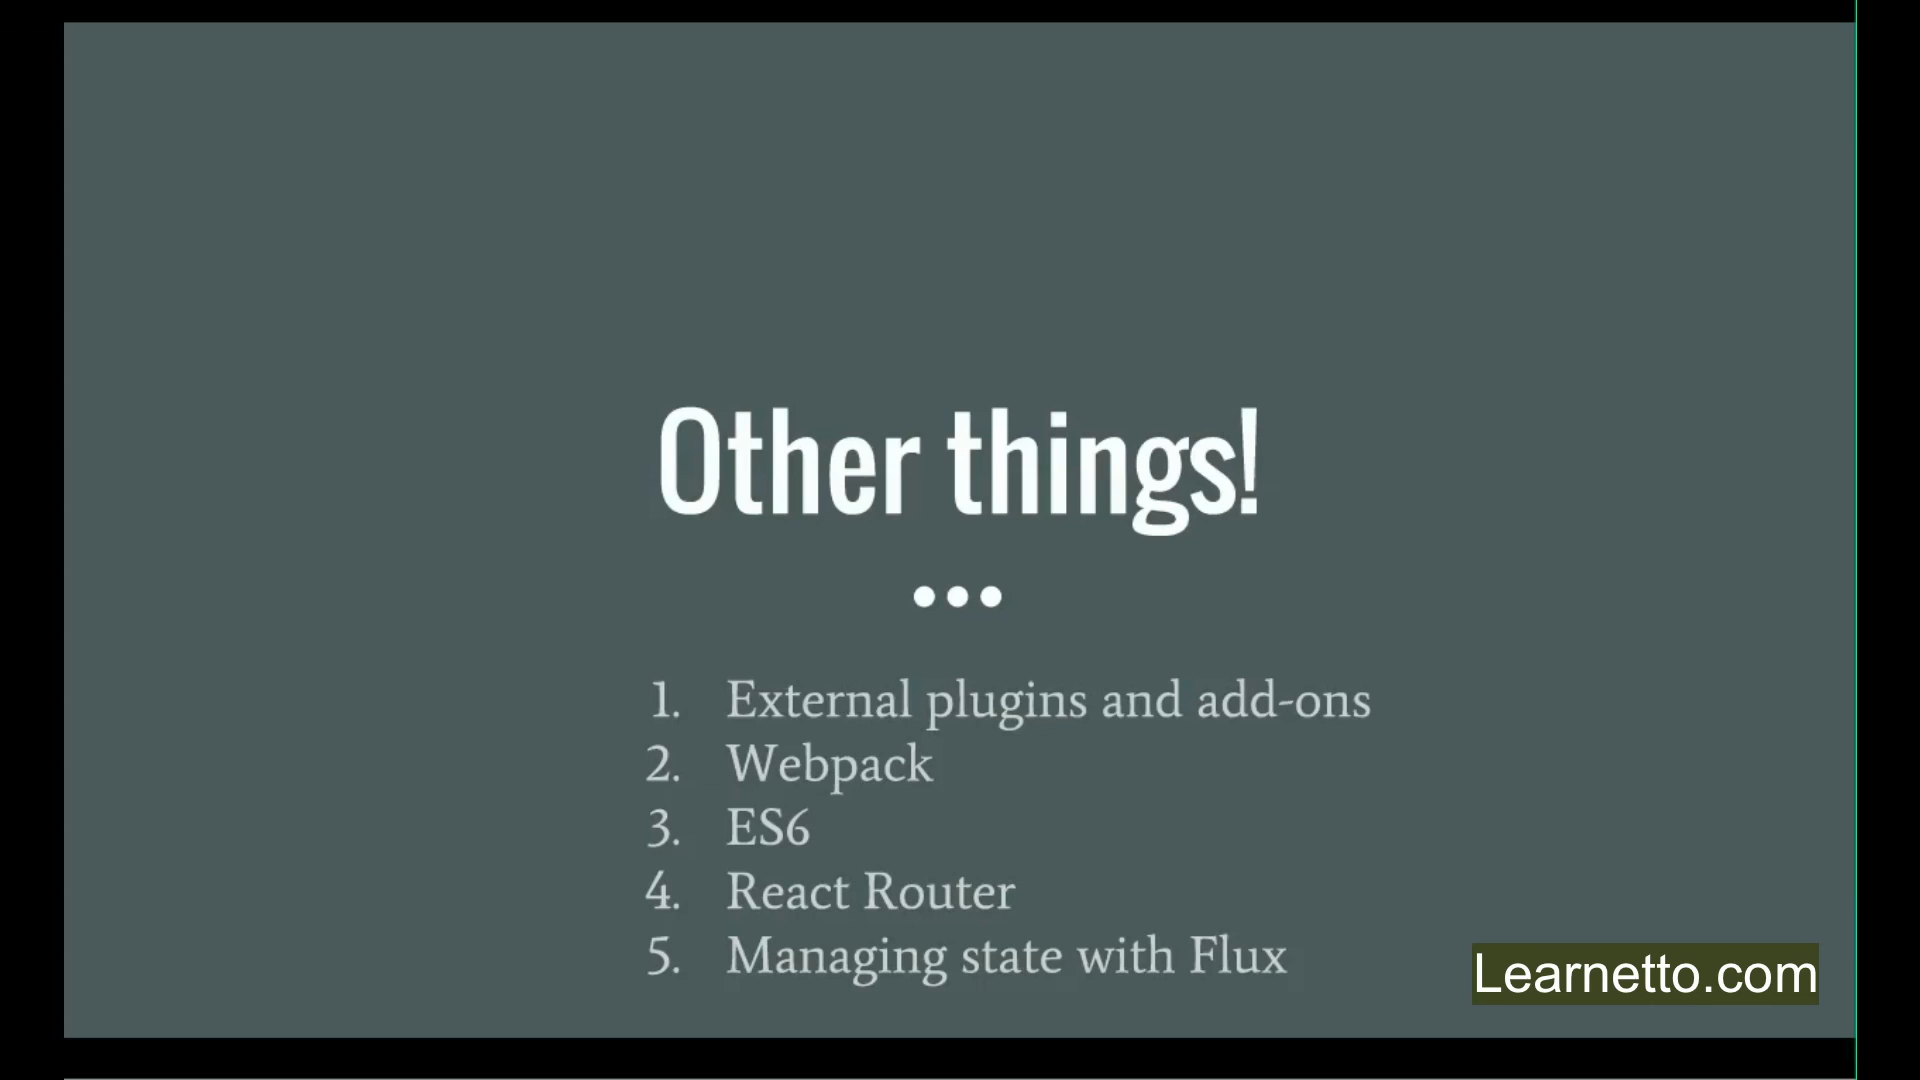 Other things!
1. External plugins and add-ons
2. Webpack
3. ES6
4. React Router
5. Managing state with Flux
Learnetto.com